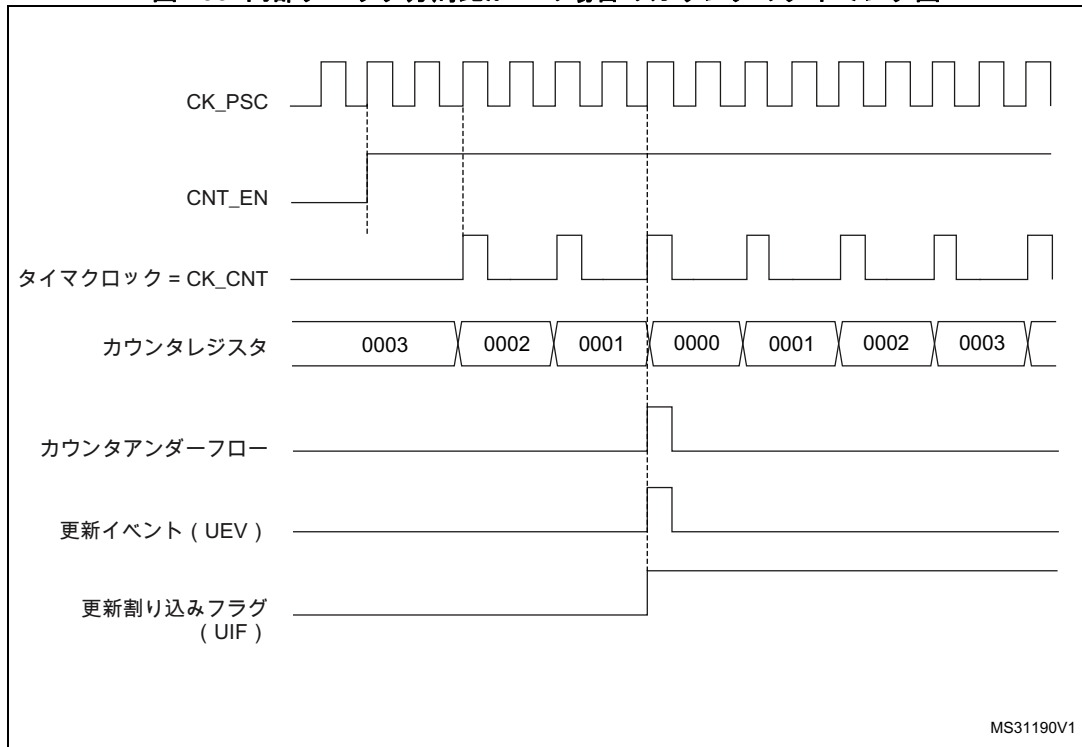 CK_PSC
CNT_EN
タイマクロック = CK_CNT
カウンタレジスタ 0003 0002 0001 0000 0001 0002 0003
カウンタアンダーフロー
更新イベント ( UEV )
更新割り込みフラグ
( UIF )
MS31190V1